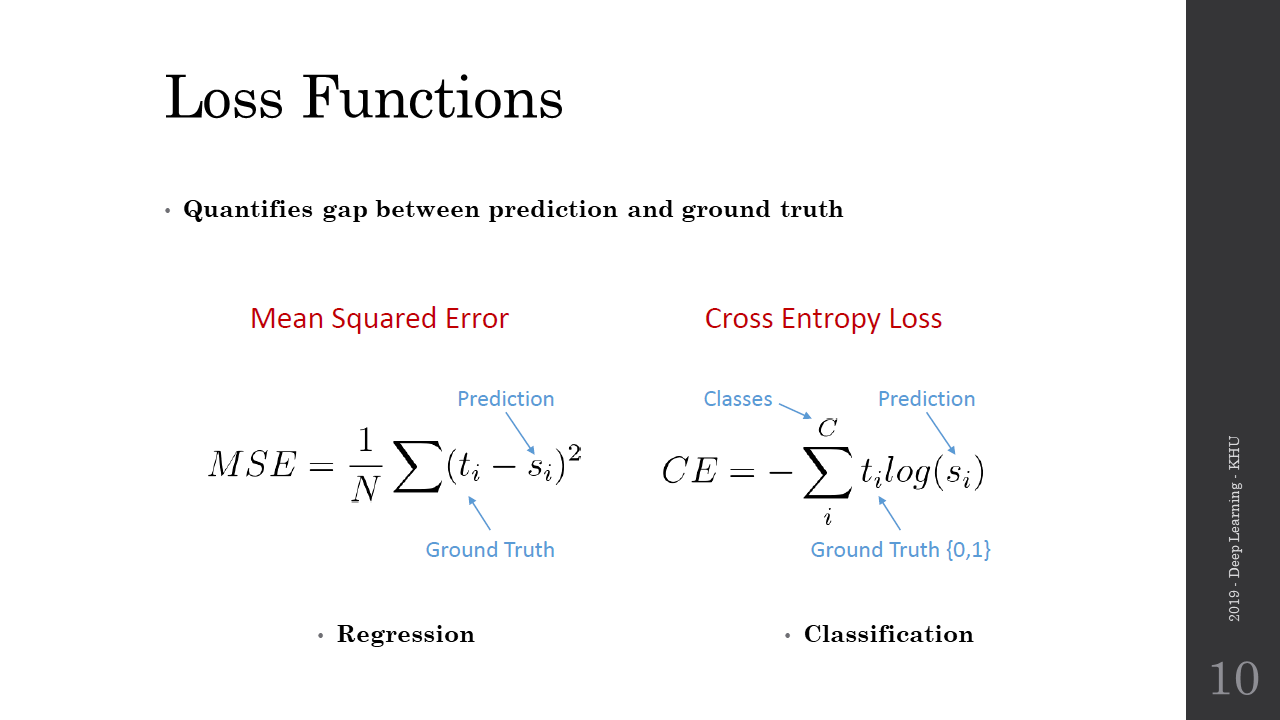 Loss Functions
• Quantifies gap between prediction and ground truth
Mean Squared Error
Prediction
MSE = \frac{1}{N} \sum (t_i - s_i)^2
Ground Truth
• Regression
Cross Entropy Loss
Classes
Prediction
CE = -\sum_{i}^{C} t_i log(s_i)
Ground Truth {0,1}
• Classification
2019 - Deep Learning - KHU
10